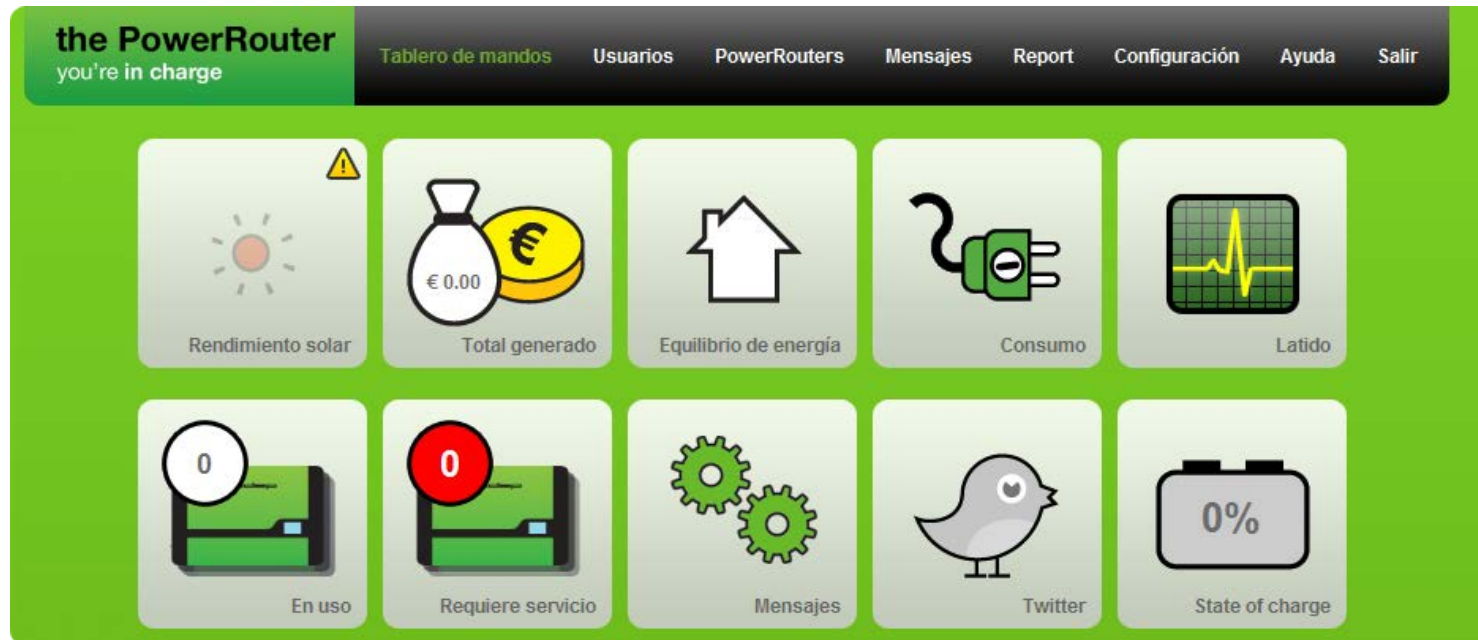 the PowerRouter
you're in charge
Tablero de mandos Usuarios PowerRouters Mensajes Report Configuración Ayuda Salir
€
€ 0.00
Rendimiento solar Total generado Equilibrio de energía Consumo Latido
0 0
0%
En uso Requiere servicio Mensajes Twitter State of charge